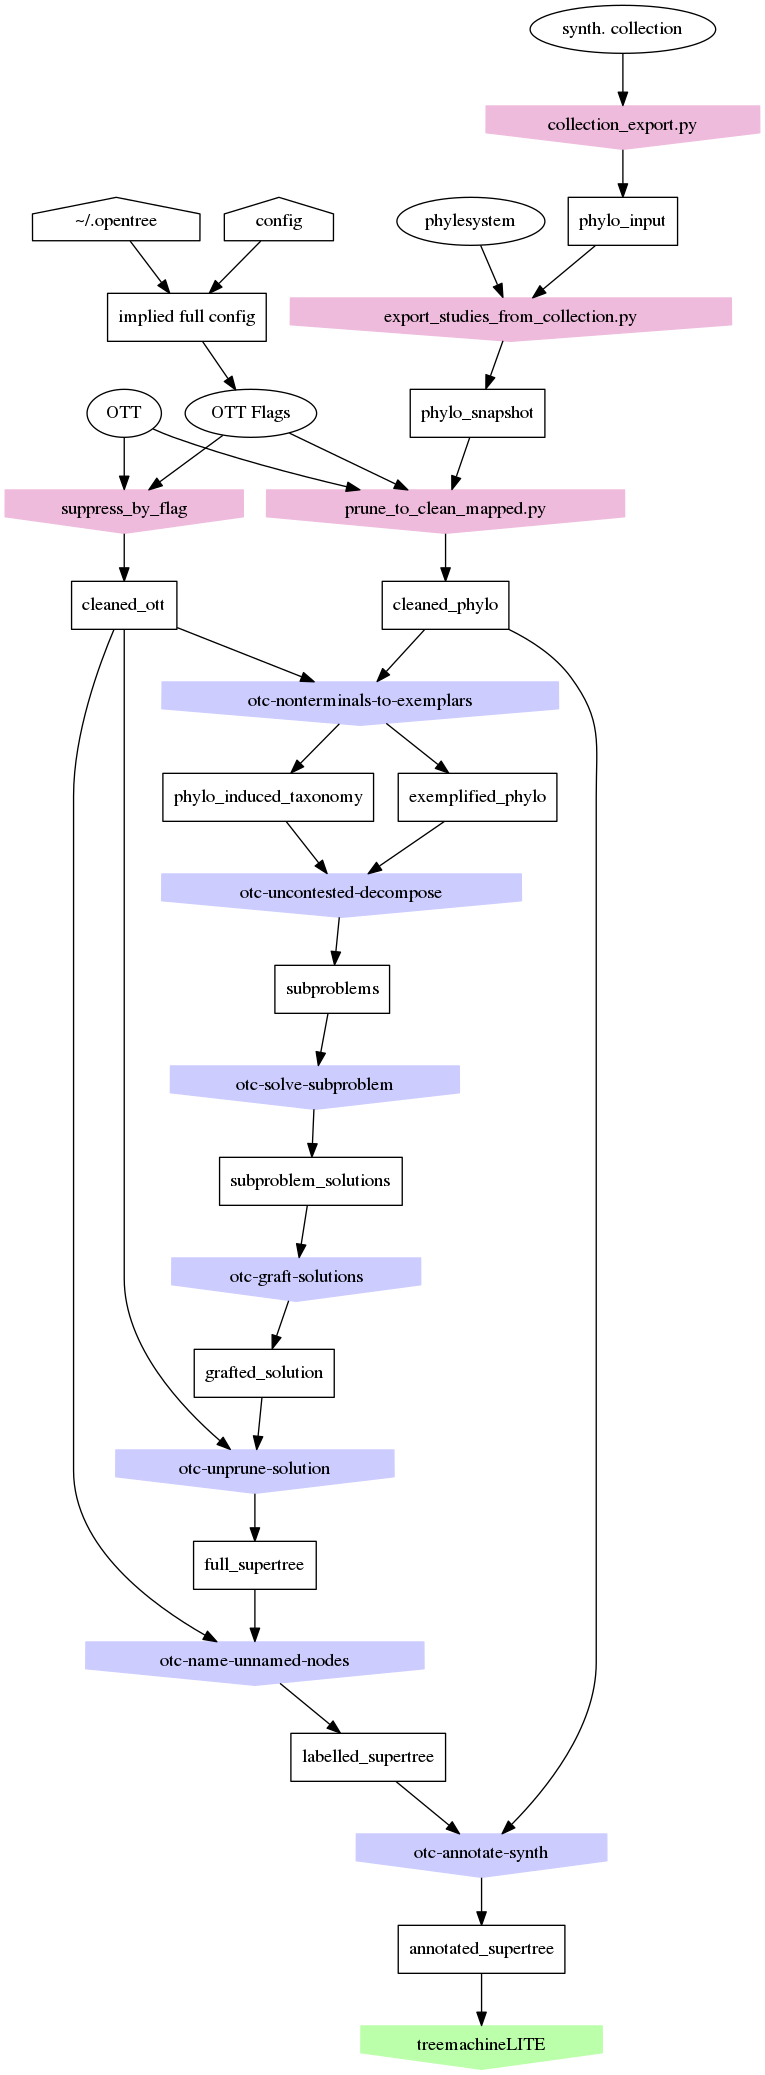 synth. collection
collection_export.py
~/.opentree
config
phylesystem
phylo_input
implied full config
export_studies_from_collection.py
OTT
OTT Flags
phylo_snapshot
suppress_by_flag
prune_to_clean_mapped.py
cleaned_ott
cleaned_phylo
otc-nonterminals-to-exemplars
phylo_induced_taxonomy
exemplified_phylo
otc-uncontested-decompose
subproblems
otc-solve-subproblem
subproblem_solutions
otc-graft-solutions
grafted_solution
otc-unprune-solution
full_supertree
otc-name-unnamed-nodes
labelled_supertree
otc-annotate-synth
annotated_supertree
treemachineLITE